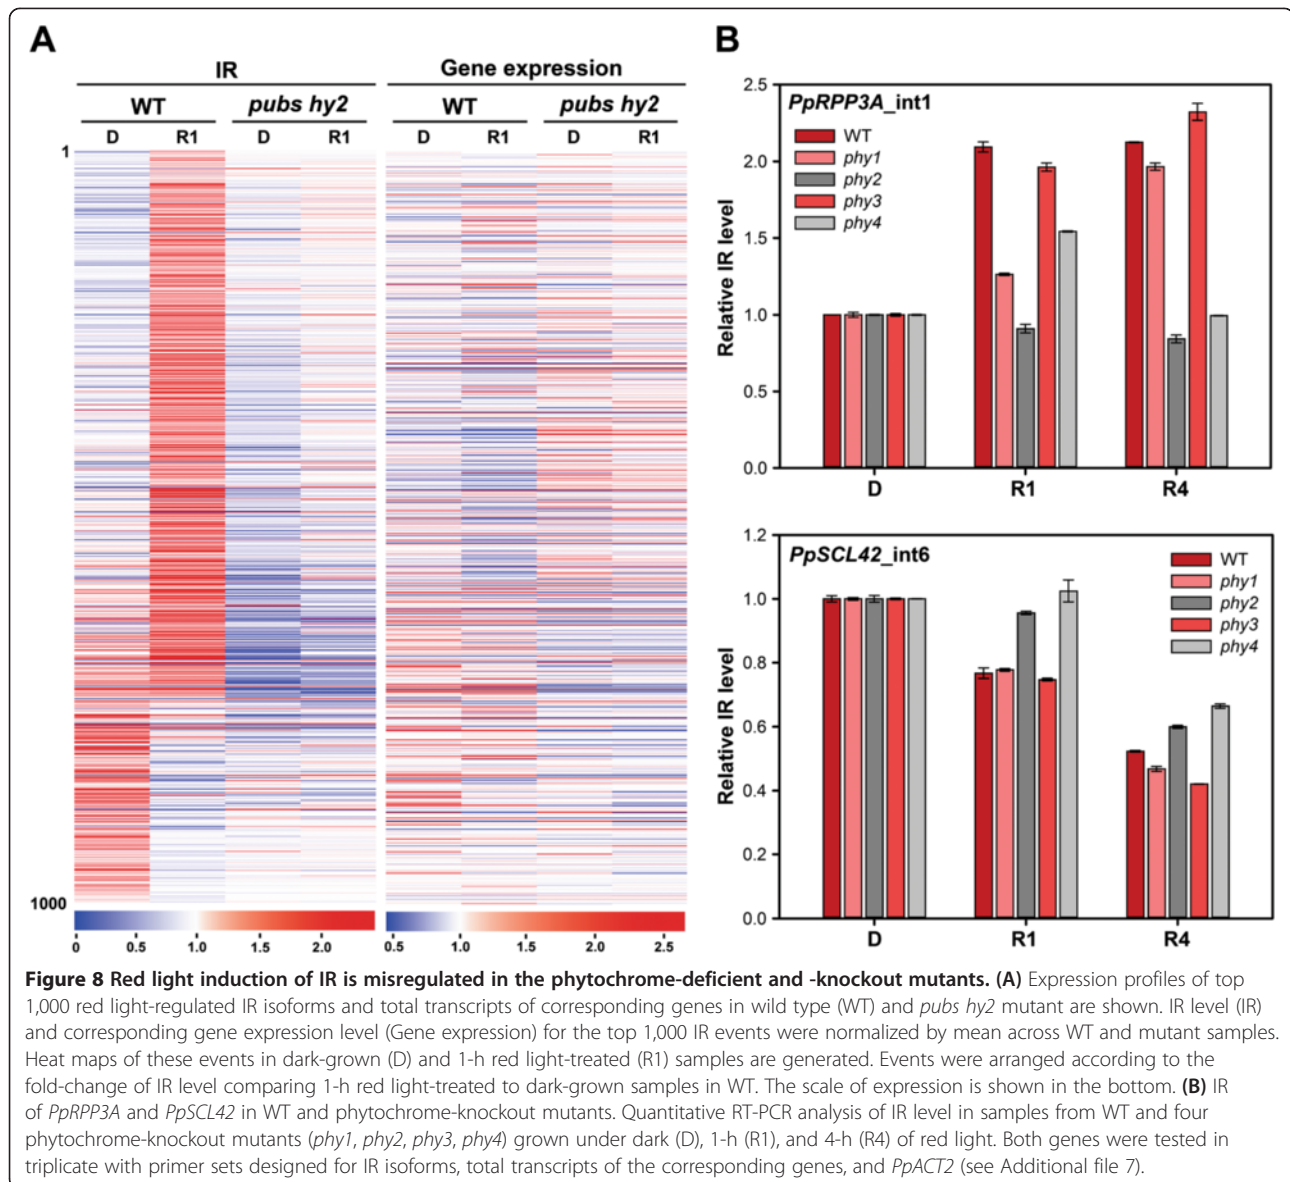 A
IR
Gene expression
WT
pubs hy2
WT
pubs hy2
D
R1
D
R1
D
R1
D
R1
1
1000
0
0.5
1.0
1.5
2.0
0.5
1.0
2.0
2.5
B
PpRPP3A_int1
WT
phy1
phy2
phy3
phy4
Relative IR level
2.5
2.0
1.5
1.0
0.5
0.0
D
R1
R4
PpSCL42_int6
WT
phy1
phy2
phy3
phy4
Relative IR level
1.2
1.0
0.8
0.6
0.4
0.2
0.0
D
R1
R4
Figure 8 Red light induction of IR is misregulated in the phytochrome-deficient and -knockout mutants. (A) Expression profiles of top
1,000 red light-regulated IR isoforms and total transcripts of corresponding genes in wild type (WT) and pubs hy2 mutant are shown. IR level (IR)
and corresponding gene expression level (Gene expression) for the top 1,000 IR events were normalized by mean across WT and mutant samples.
Heat maps of these events in dark-grown (D) and 1-h red light-treated (R1) samples are generated. Events were arranged according to the
fold-change of IR level comparing 1-h red light-treated to dark-grown samples in WT. The scale of expression is shown in the bottom. (B) IR
of PpRPP3A and PpSCL42 in WT and phytochrome-knockout mutants. Quantitative RT-PCR analysis of IR level in samples from WT and four
phytochrome-knockout mutants (phy1, phy2, phy3, phy4) grown under dark (D), 1-h (R1), and 4-h (R4) of red light. Both genes were tested in
triplicate with primer sets designed for IR isoforms, total transcripts of the corresponding genes, and PpACT2 (see Additional file 7).